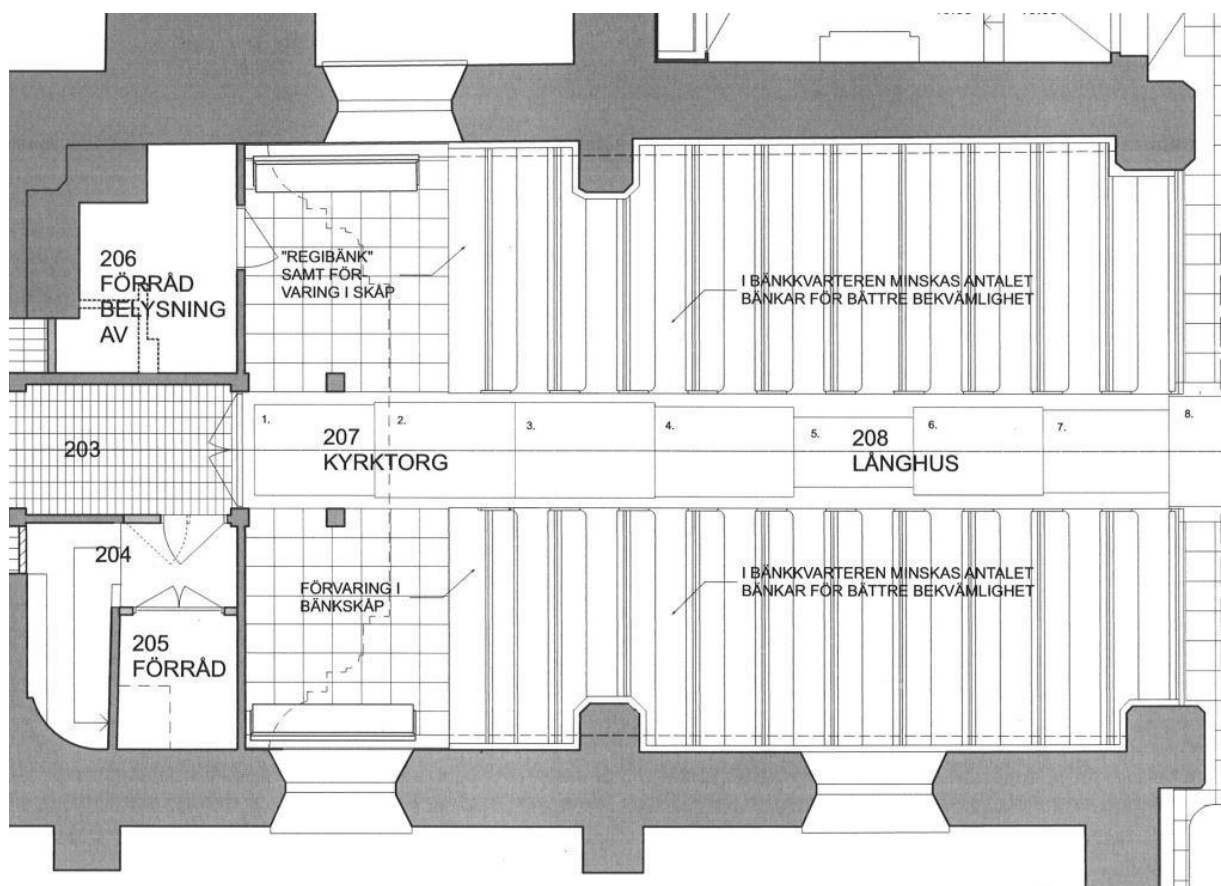 206
FÖRRÅD
BELYSNING
AV
"REGIBÄNK"
SAMT FÖR-
VARING I SKÅP
I BÄNKKVARTEREN MINSKAS ANTALET
BÄNKAR FÖR BÄTTRE BEKVÄMLIGHET
203
1.
2.
3.
4.
5.
6.
7.
8.
207
KYRKTORG
208
LÅNGHUS
204
205
FÖRRÅD
FÖRVARING I
BÄNKSKÅP
I BÄNKKVARTEREN MINSKAS ANTALET
BÄNKAR FÖR BÄTTRE BEKVÄMLIGHET